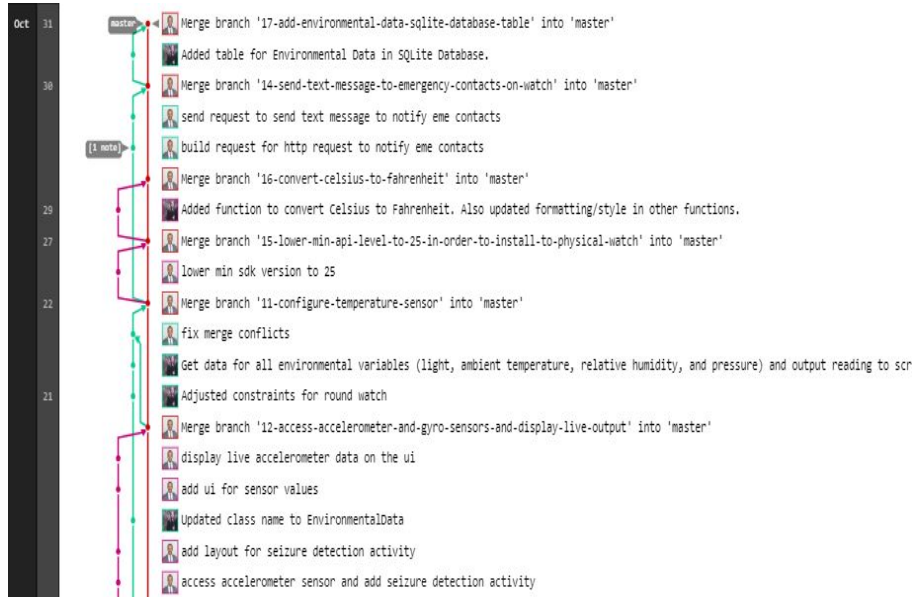 Oct 31 master Merge branch '17-add-environmental-data-sqlite-database-table' into 'master'
Added table for Environmental Data in SQLite Database.
30 Merge branch '14-send-text-message-to-emergency-contacts-on-watch' into 'master'
send request to send text message to notify eme contacts
[1 note] build request for http request to notify eme contacts
Merge branch '16-convert-celsius-to-fahrenheit' into 'master'
29 Added function to convert Celsius to Fahrenheit. Also updated formatting/style in other functions.
27 Merge branch '15-lower-min-api-level-to-25-in-order-to-install-to-physical-watch' into 'master'
lower min sdk version to 25
22 Merge branch '11-configure-temperature-sensor' into 'master'
fix merge conflicts
Get data for all environmental variables (light, ambient temperature, relative humidity, and pressure) and output reading to scr
21 Adjusted constraints for round watch
Merge branch '12-access-accelerometer-and-gyro-sensors-and-display-live-output' into 'master'
display live accelerometer data on the ui
add ui for sensor values
Updated class name to EnvironmentalData
add layout for seizure detection activity
access accelerometer sensor and add seizure detection activity